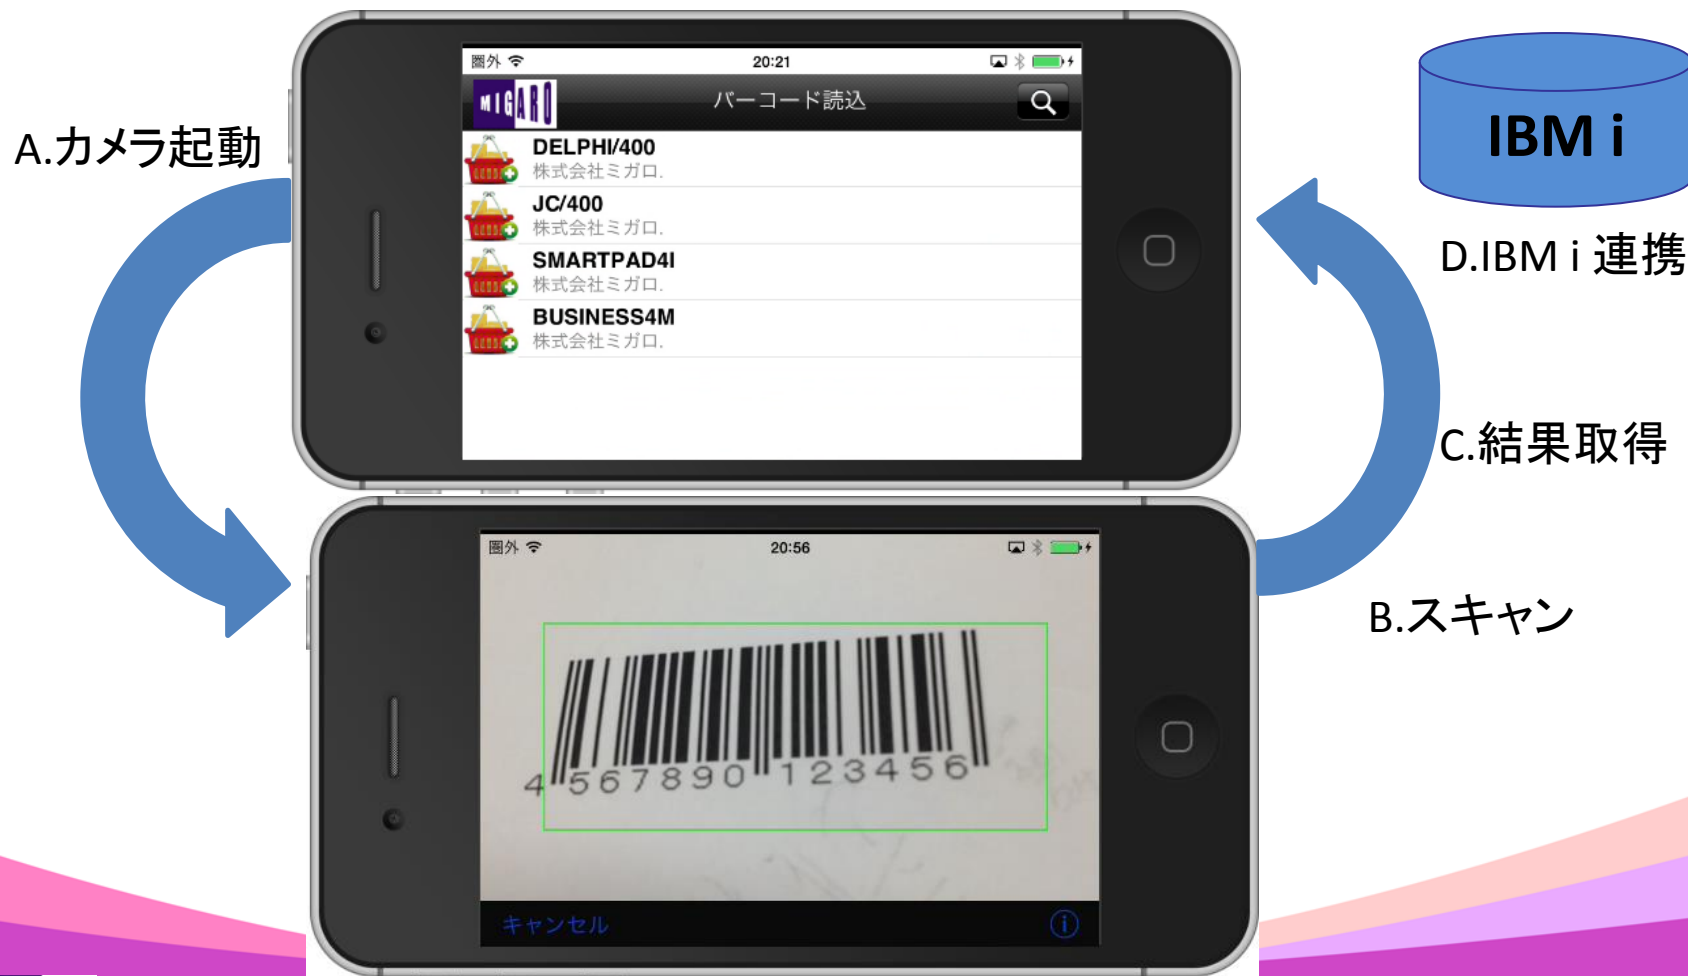 A.カメラ起動
圏外 20:21
MIGARO
バーコード読込
DELPHI/400
株式会社ミガロ.
JC/400
株式会社ミガロ.
SMARTPAD4I
株式会社ミガロ.
BUSINESS4M
株式会社ミガロ.
IBM i
D.IBM i 連携
C.結果取得
B.スキャン
圏外 20:56
4 567890 123456
キャンセル